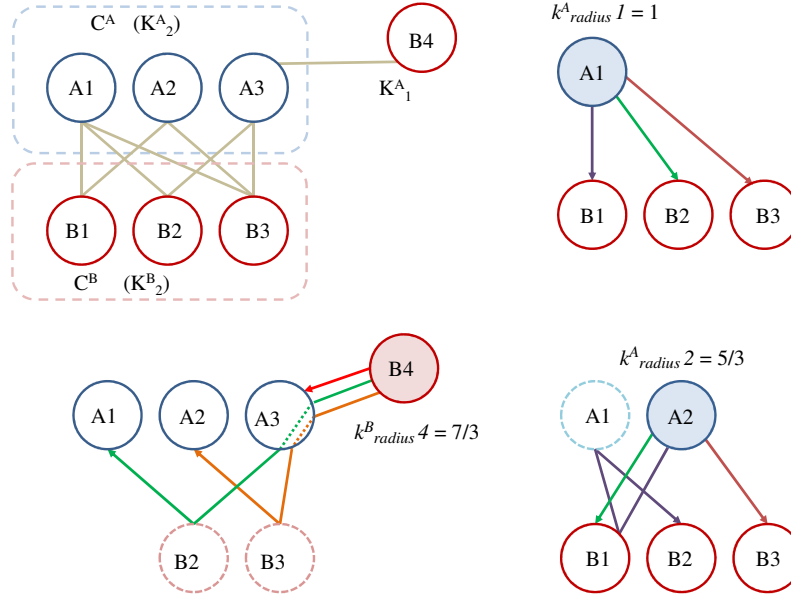 C^A (K^A_2)
A1 A2 A3
B4
K^A_1
B1 B2 B3
C^B (K^B_2)
k^A_radius 1 = 1
A1
B1 B2 B3
B4
A1 A2 A3
k^B_radius 4 = 7/3
B2 B3
k^A_radius 2 = 5/3
A1 A2
B1 B2 B3